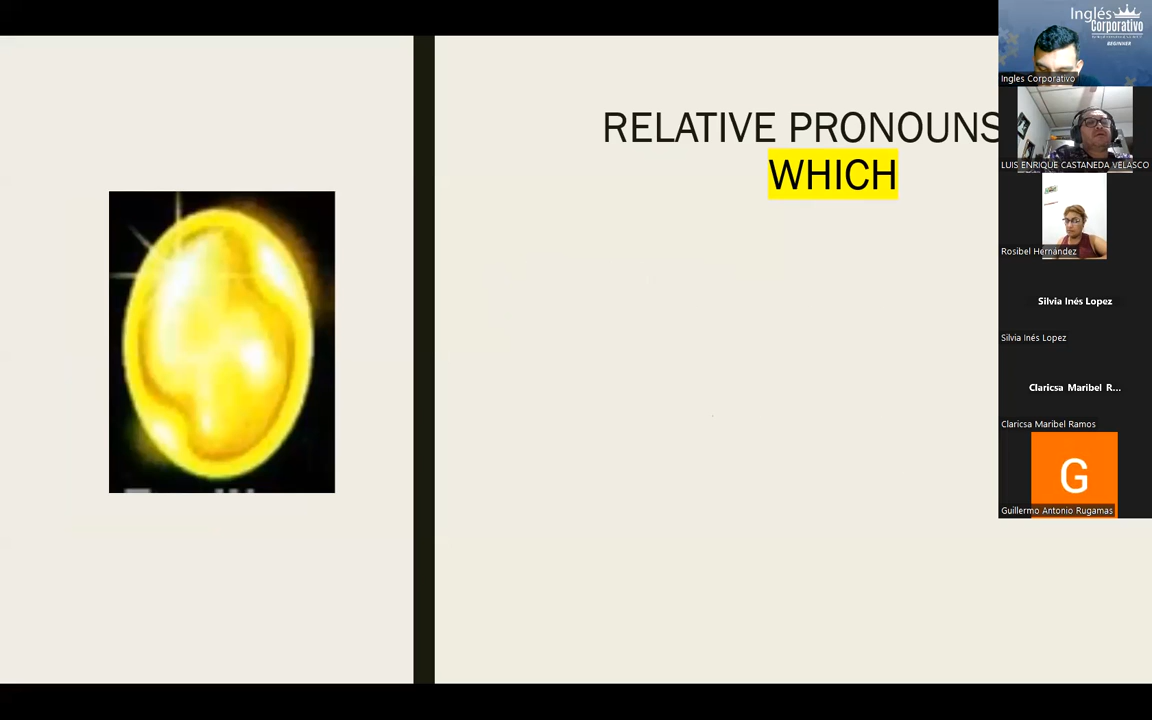 RELATIVE PRONOUNS
WHICH
Inglés
Corporativo
BEGINNER
Ingles Corporativo
LUIS ENRIQUE CASTANEDA VELASCO
Rosibel Hernández
Silvia Inés Lopez
Silvia Inés Lopez
Claricsa Maribel R...
Claricsa Maribel Ramos
G
Guillermo Antonio Rugamas